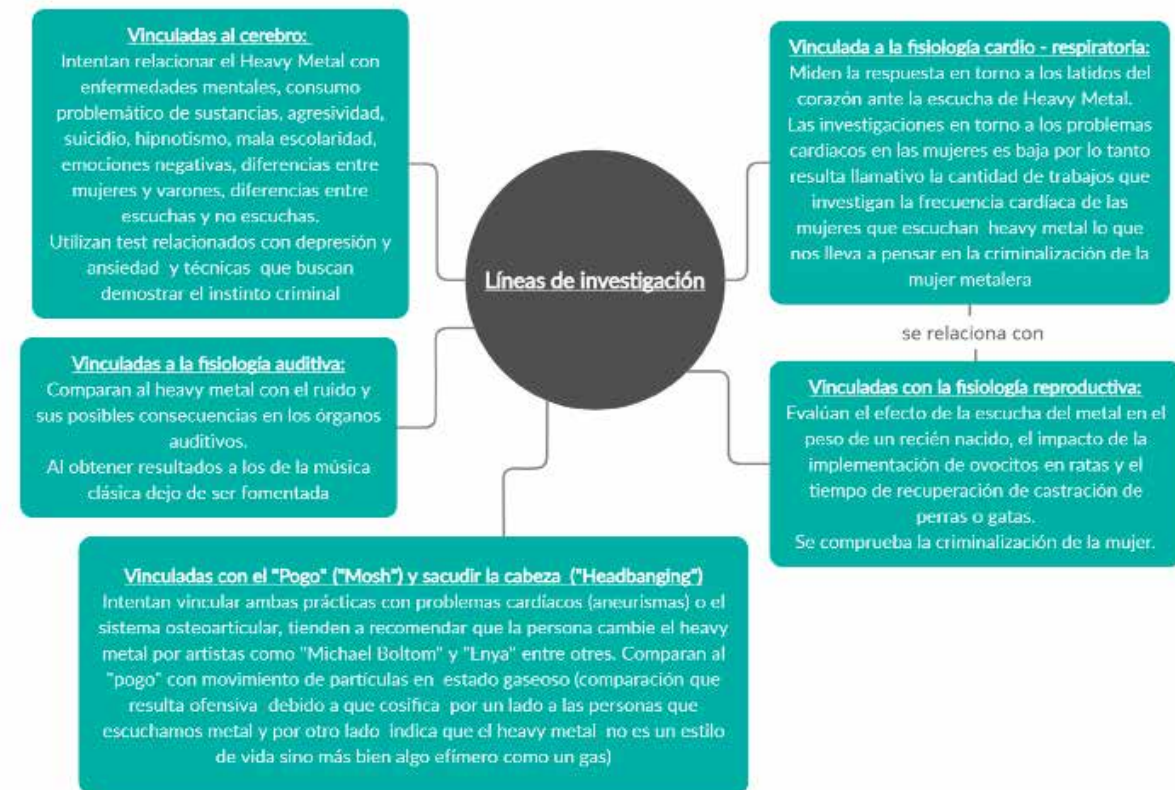 Vinculadas al cerebro:
Intentan relacionar el Heavy Metal con
enfermedades mentales, consumo
problemático de sustancias, agresividad,
suicidio, hipnotismo, mala escolaridad,
emociones negativas, diferencias entre
mujeres y varones, diferencias entre
escuchas y no escuchas.
Utilizan test relacionados con depresión y
ansiedad y técnicas que buscan
demostrar el instinto criminal
Vinculadas a la fisiología auditiva:
Comparan al heavy metal con el ruido y
sus posibles consecuencias en los órganos
auditivos.
Al obtener resultados a los de la música
clásica dejo de ser fomentada
Líneas de investigación
Vinculada a la fisiología cardio - respiratoria:
Miden la respuesta en torno a los latidos del
corazón ante la escucha de Heavy Metal.
Las investigaciones en torno a los problemas
cardiacos en las mujeres es baja por lo tanto
resulta llamativo la cantidad de trabajos que
investigan la frecuencia cardíaca de las
mujeres que escuchan heavy metal lo que
nos lleva a pensar en la criminalización de la
mujer metalera
se relaciona con
Vinculadas con la fisiología reproductiva:
Evalúan el efecto de la escucha del metal en el
peso de un recién nacido, el impacto de la
implementación de ovocitos en ratas y el
tiempo de recuperación de castración de
perras o gatas.
Se comprueba la criminalización de la mujer.
Vinculadas con el "Pogo" ("Mosh") y sacudir la cabeza ("Headbanging")
Intentan vincular ambas prácticas con problemas cardíacos (aneurismas) o el
sistema osteoarticular, tienden a recomendar que la persona cambie el heavy
metal por artistas como "Michael Boltom" y "Enya" entre otres. Comparan al
"pogo" con movimiento de partículas en estado gaseoso (comparación que
resulta ofensiva debido a que cosifica por un lado a las personas que
escuchamos metal y por otro lado indica que el heavy metal no es un estilo
de vida sino más bien algo efímero como un gas)